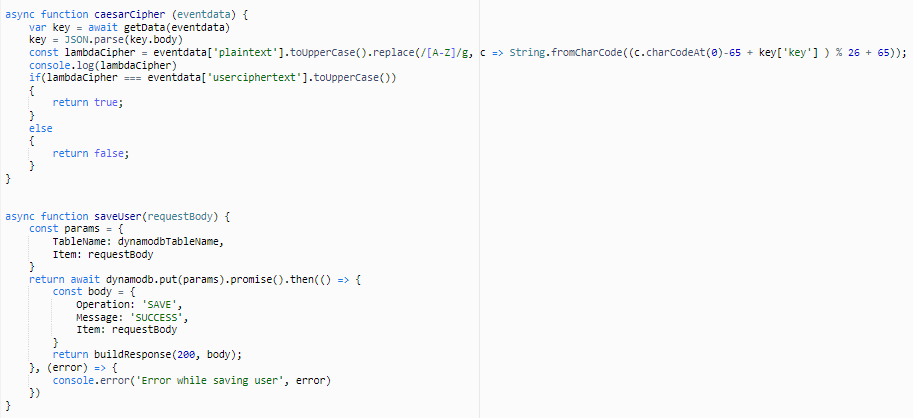 async function caesarCipher (eventdata) {
    var key = await getData(eventdata)
    key = JSON.parse(key.body)
    const lambdaCipher = eventdata['plaintext'].toUpperCase().replace(/[A-Z]/g, c => String.fromCharCode((c.charCodeAt(0)-65 + key['key'] ) % 26 + 65));
    console.log(lambdaCipher)
    if(lambdaCipher === eventdata['userciphertext'].toUpperCase())
    {
        return true;
    }
    else
    {
        return false;
    }
}
async function saveUser(requestBody) {
    const params = {
        TableName: dynamodbTableName,
        Item: requestBody
    }
    return await dynamodb.put(params).promise().then(() => {
        const body = {
            Operation: 'SAVE',
            Message: 'SUCCESS',
            Item: requestBody
        }
        return buildResponse(200, body);
    }, (error) => {
        console.error('Error while saving user', error)
    })
}